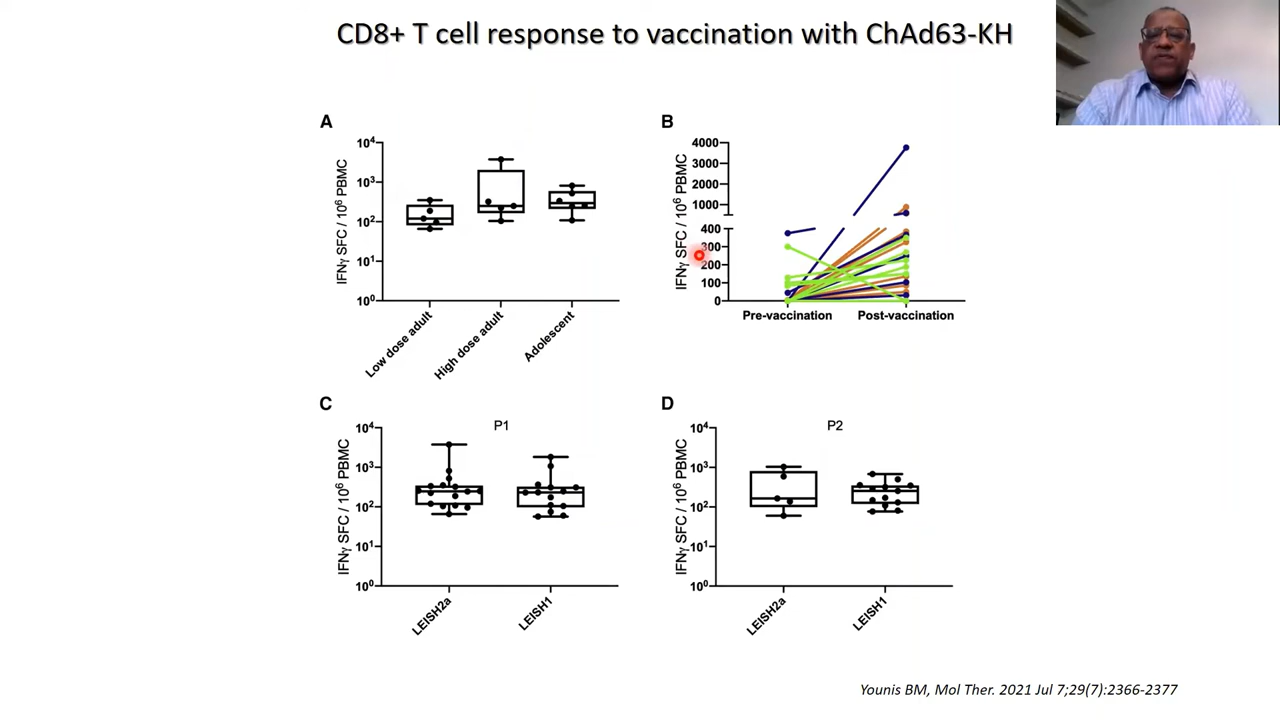 CD8+ T cell response to vaccination with ChAd63-KH
A
IFNγ SFC / 10⁶ PBMC
10⁴
10³
10²
10¹
10⁰
Low dose adult
High dose adult
Adolescent
B
IFNγ SFC / 10⁶ PBMC
4000
3000
2000
1000
400
300
200
100
0
Pre-vaccination
Post-vaccination
C
P1
IFNγ SFC / 10⁶ PBMC
10⁴
10³
10²
10¹
10⁰
LEISH2a
LEISH1
D
P2
IFNγ SFC / 10⁶ PBMC
10⁴
10³
10²
10¹
10⁰
LEISH2a
LEISH1
Younis BM, Mol Ther. 2021 Jul 7;29(7):2366-2377